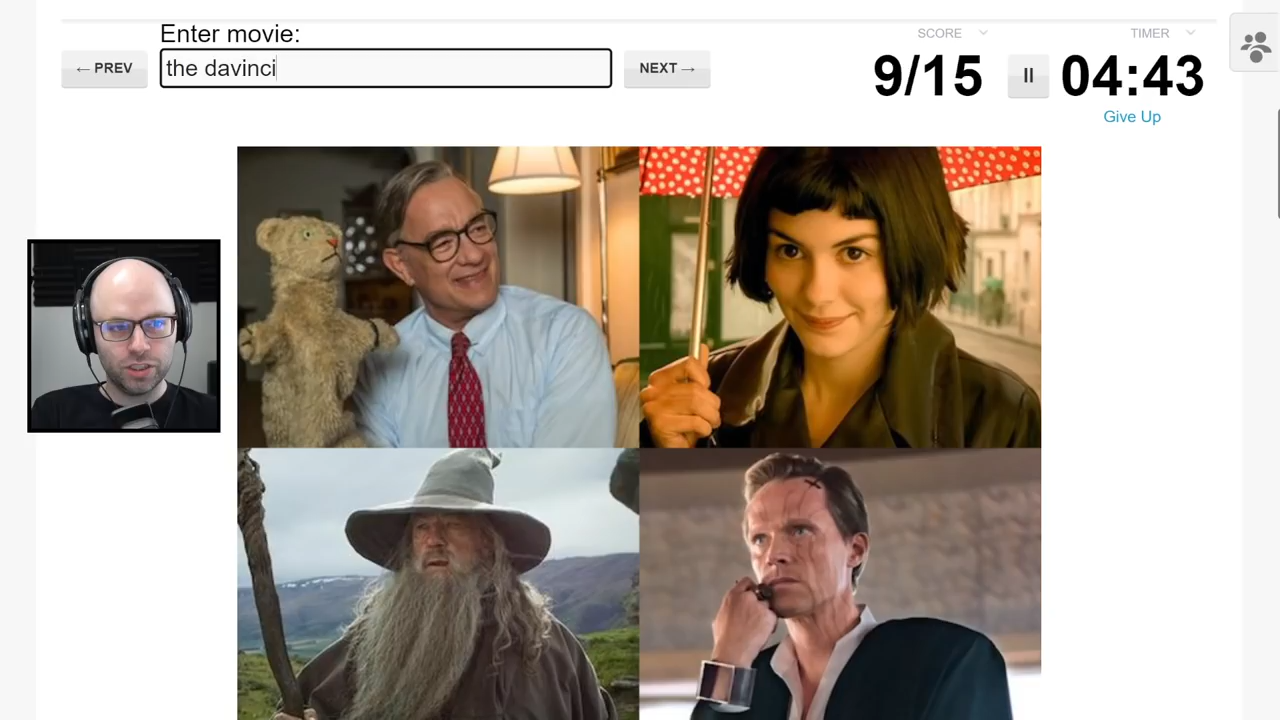 Enter movie:
← PREV
the davinci
NEXT →
SCORE
9/15
TIMER
04:43
Give Up